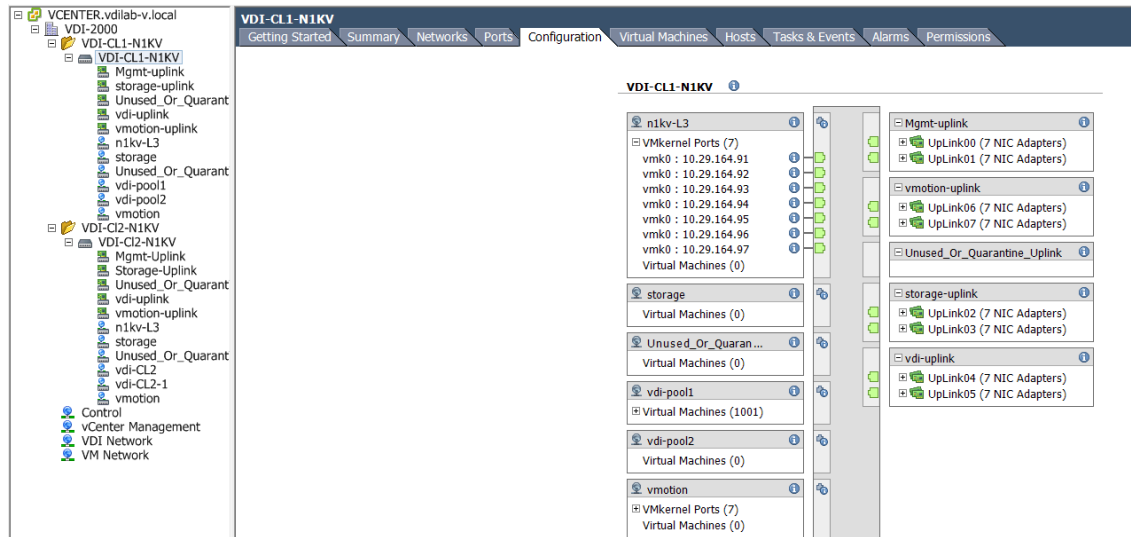 VCENTER.vdilab-v.local
VDI-2000
VDI-CL1-N1KV
VDI-CL1-N1KV
Mgmt-uplink
storage-uplink
Unused_Or_Quarant
vdi-uplink
vmotion-uplink
n1kv-L3
storage
Unused_Or_Quarant
vdi-pool1
vdi-pool2
vmotion
VDI-Cl2-N1KV
VDI-Cl2-N1KV
Mgmt-Uplink
Storage-Uplink
Unused_Or_Quarant
vdi-uplink
vmotion-uplink
n1kv-L3
storage
Unused_Or_Quarant
vdi-CL2
vdi-CL2-1
vmotion
Control
vCenter Management
VDI Network
VM Network
VDI-CL1-N1KV
Getting Started Summary Networks Ports Configuration Virtual Machines Hosts Tasks & Events Alarms Permissions
VDI-CL1-N1KV
n1kv-L3
VMkernel Ports (7)
vmk0 : 10.29.164.91
vmk0 : 10.29.164.92
vmk0 : 10.29.164.93
vmk0 : 10.29.164.94
vmk0 : 10.29.164.95
vmk0 : 10.29.164.96
vmk0 : 10.29.164.97
Virtual Machines (0)
storage
Virtual Machines (0)
Unused_Or_Quaran...
Virtual Machines (0)
vdi-pool1
Virtual Machines (1001)
vdi-pool2
Virtual Machines (0)
vmotion
VMkernel Ports (7)
Virtual Machines (0)
Mgmt-uplink
UpLink00 (7 NIC Adapters)
UpLink01 (7 NIC Adapters)
vmotion-uplink
UpLink06 (7 NIC Adapters)
UpLink07 (7 NIC Adapters)
Unused_Or_Quarantine_Uplink
storage-uplink
UpLink02 (7 NIC Adapters)
UpLink03 (7 NIC Adapters)
vdi-uplink
UpLink04 (7 NIC Adapters)
UpLink05 (7 NIC Adapters)